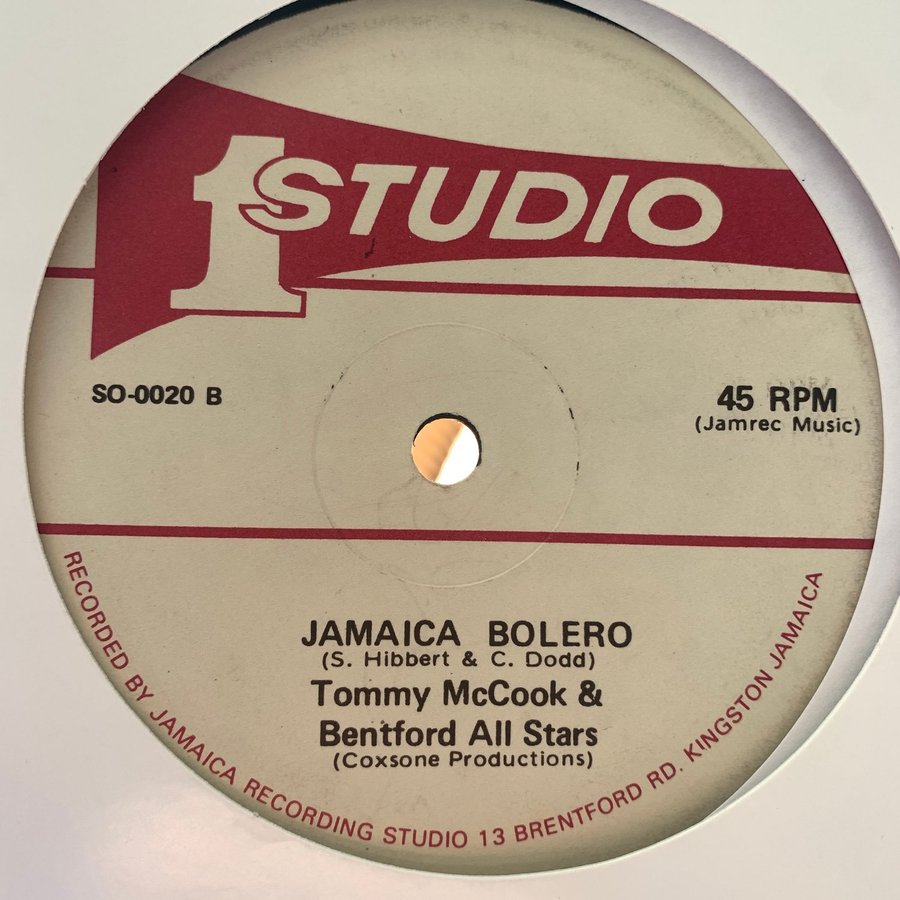 1 STUDIO
SO-0020 B
45 RPM
(Jamrec Music)
JAMAICA BOLERO
(S. Hibbert & C. Dodd)
Tommy McCook &
Bentford All Stars
(Coxsone Productions)
RECORDED BY JAMAICA RECORDING STUDIO 13 BRENTFORD RD. KINGSTON JAMAICA